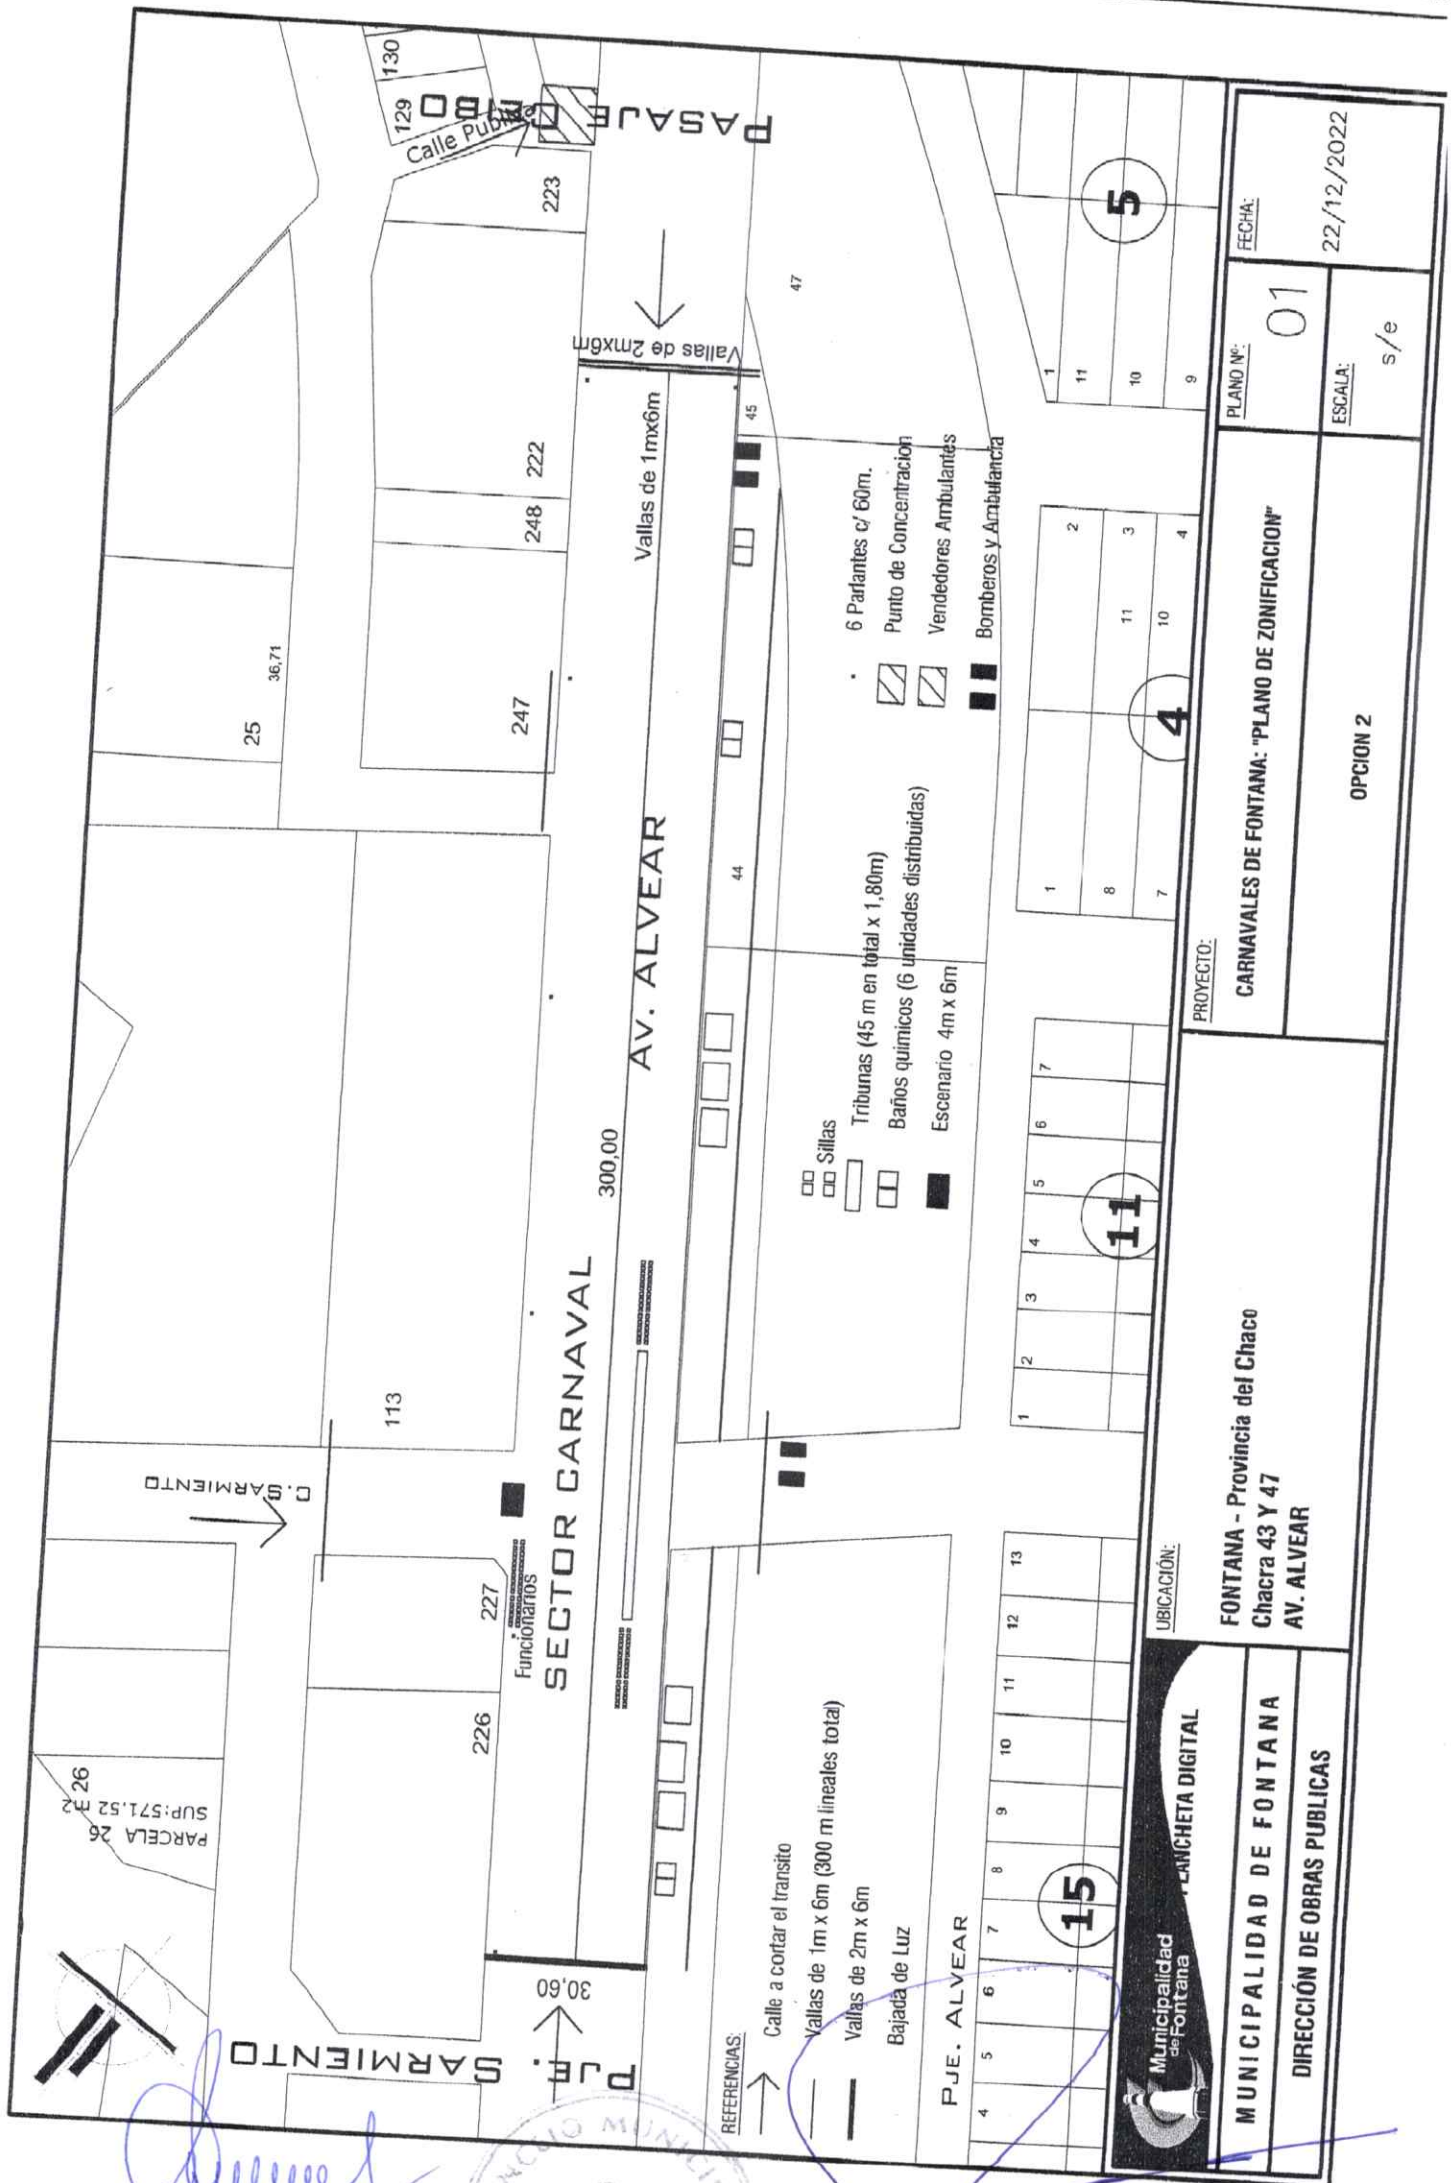 PARCELA 26
SUP:571.52 m2
26
25
36,71
C. SARMIENTO
113
129
130
Calle Publica
PASAJE CEIBO
PJE. SARMIENTO
30,60
226
227
Funcionarios
247
248
222
223
SECTOR CARNAVAL
300,00
AV. ALVEAR
Vallas de 1mx6m
Vallas de 2mx6m
44
45
47
REFERENCIAS:
Calle a cortar el transito
Vallas de 1m x 6m (300 m lineales total)
Vallas de 2m x 6m
Bajada de Luz
Sillas
Tribunas (45 m en total x 1,80m)
Baños quimicos (6 unidades distribuidas)
Escenario 4m x 6m
6 Parlantes c/ 60m.
Punto de Concentracion
Vendedores Ambulantes
Bomberos y Ambulancia
PJE. ALVEAR
4 5 6 7 8 9 10 11 12 13
15
1 2 3 4 5 6 7
11
1
8
7
2
11 3
10 4
4
1
11
10
9
5
Municipalidad
de Fontana
PLANCHETA DIGITAL
MUNICIPALIDAD DE FONTANA
DIRECCIÓN DE OBRAS PUBLICAS
UBICACIÓN:
FONTANA - Provincia del Chaco
Chacra 43 Y 47
AV. ALVEAR
PROYECTO:
CARNAVALES DE FONTANA: "PLANO DE ZONIFICACION"
OPCION 2
PLANO Nº:
01
ESCALA:
s/e
FECHA:
22/12/2022